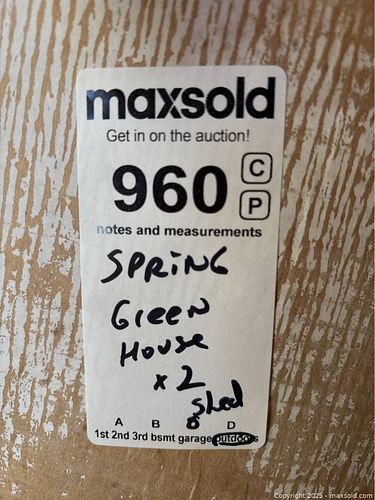 maxsold
Get in on the auction!
960 C
P
notes and measurements
SPRING
GREEN
HOUSE
x 2
Shed
A B D
1st 2nd 3rd bsmt garage outdoors
Copyright 2025 - maxsold.com